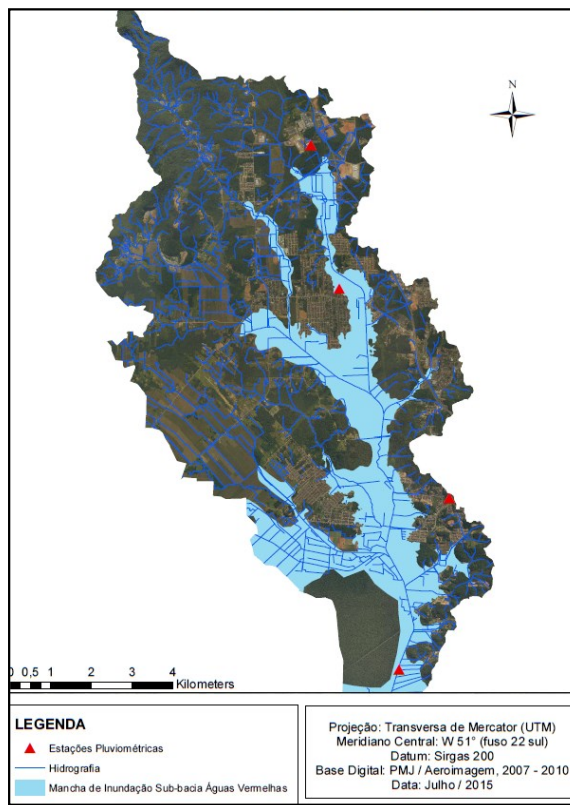 N
0 0,5 1 2 3 4
Kilometers
LEGENDA
Estações Pluviométricas
Hidrografia
Mancha de Inundação Sub-bacia Águas Vermelhas
Projeção: Transversa de Mercator (UTM)
Meridiano Central: W 51° (fuso 22 sul)
Datum: Sirgas 200
Base Digital: PMJ / Aeroimagem, 2007 - 2010
Data: Julho / 2015